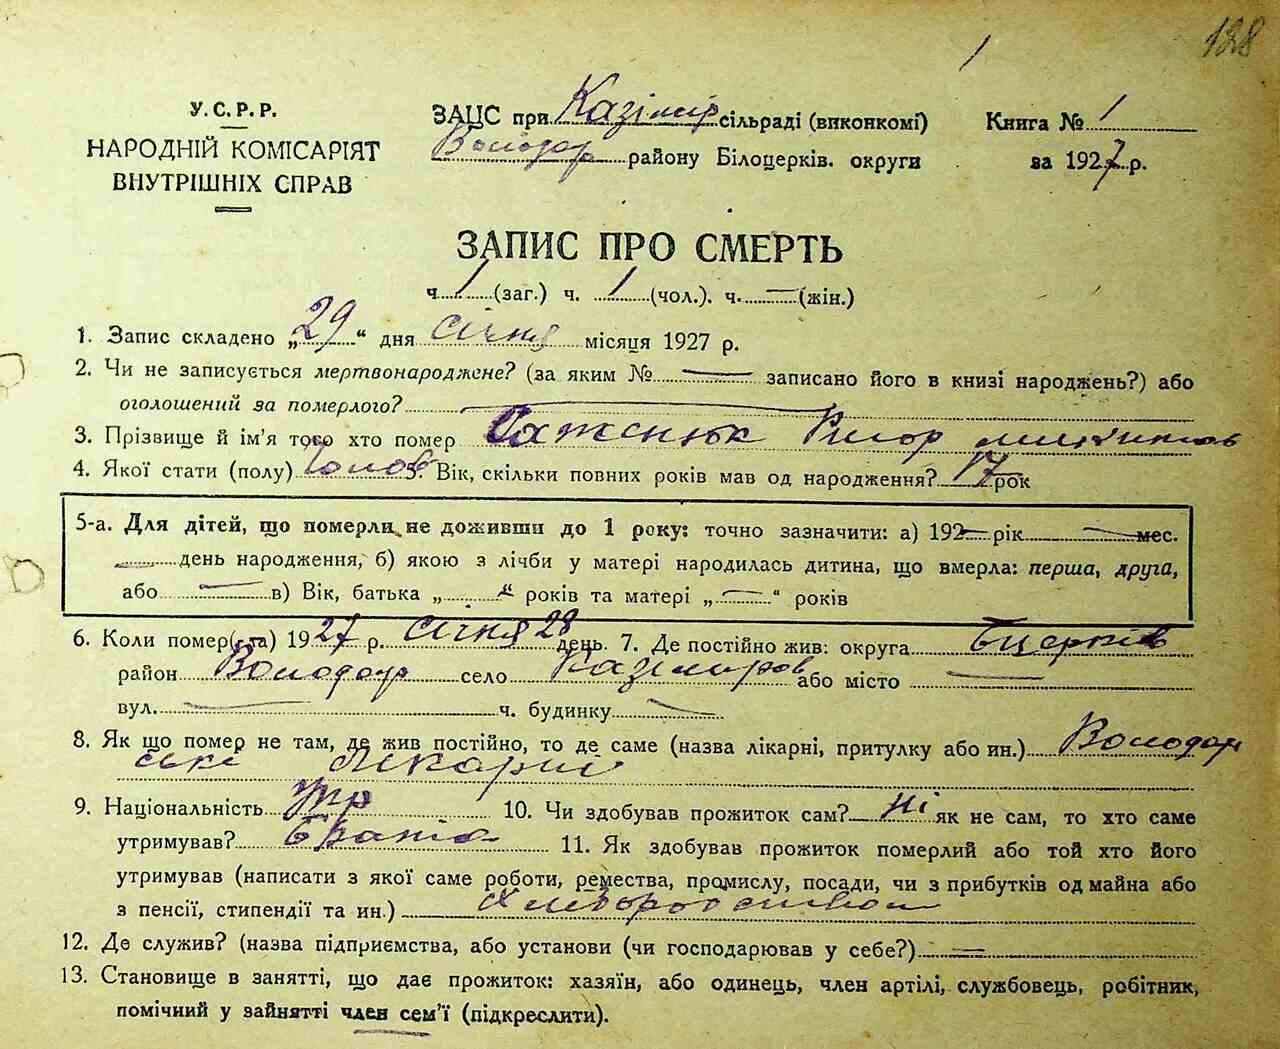 128
1
У.С.Р.Р.
НАРОДНІЙ КОМІСАРІЯТ
ВНУТРІШНІХ СПРАВ
ЗАЦС при Казімір сільраді (виконкомі)
Володар району Білоцерків. округи
Книга № 1
за 1927 р.
ЗАПИС ПРО СМЕРТЬ
ч. 1 (заг.) ч. 1 (чол.). ч. — (жін.)
1. Запис складено „29“ дня січня місяця 1927 р.
2. Чи не записується мертвонароджене? (за яким № — записано його в книзі народжень?) або
оголошений за померлого? —
3. Прізвище й ім'я того хто помер Саженюк
4. Якої стати (полу) Чолов 5. Вік, скільки повних років мав од народження? 17 рок
5-а. Для дітей, що померли не доживши до 1 року: точно зазначити: а) 192— рік — мес.
— день народження, б) якою з лічби у матері народилась дитина, що вмерла: перша, друга,
або — в) Вік, батька „—“ років та матері „—“ років
6. Коли помер(ла) 1927 р. січня 28 день. 7. Де постійно жив: округа Бцерків
район Володар село Казіміров або місто —
вул. — ч. будинку —
8. Як що помер не там, де жив постійно, то де саме (назва лікарні, притулку або ин.) Володар
ські лікарні
9. Національність Укр 10. Чи здобував прожиток сам? Ні як не сам, то хто саме
утримував? 11. Як здобував прожиток померлий або той хто його
утримував (написати з якої саме роботи, ремества, промислу, посади, чи з прибутків од майна або
з пенсії, стипендії та ин.) Хлеборобством
12. Де служив? (назва підприємства, або установи (чи господарював у себе?) —
13. Становище в занятті, що дає прожиток: хазяїн, або одинець, член артілі, службовець, робітник,
помічний у зайнятті член сем'ї (підкреслити).